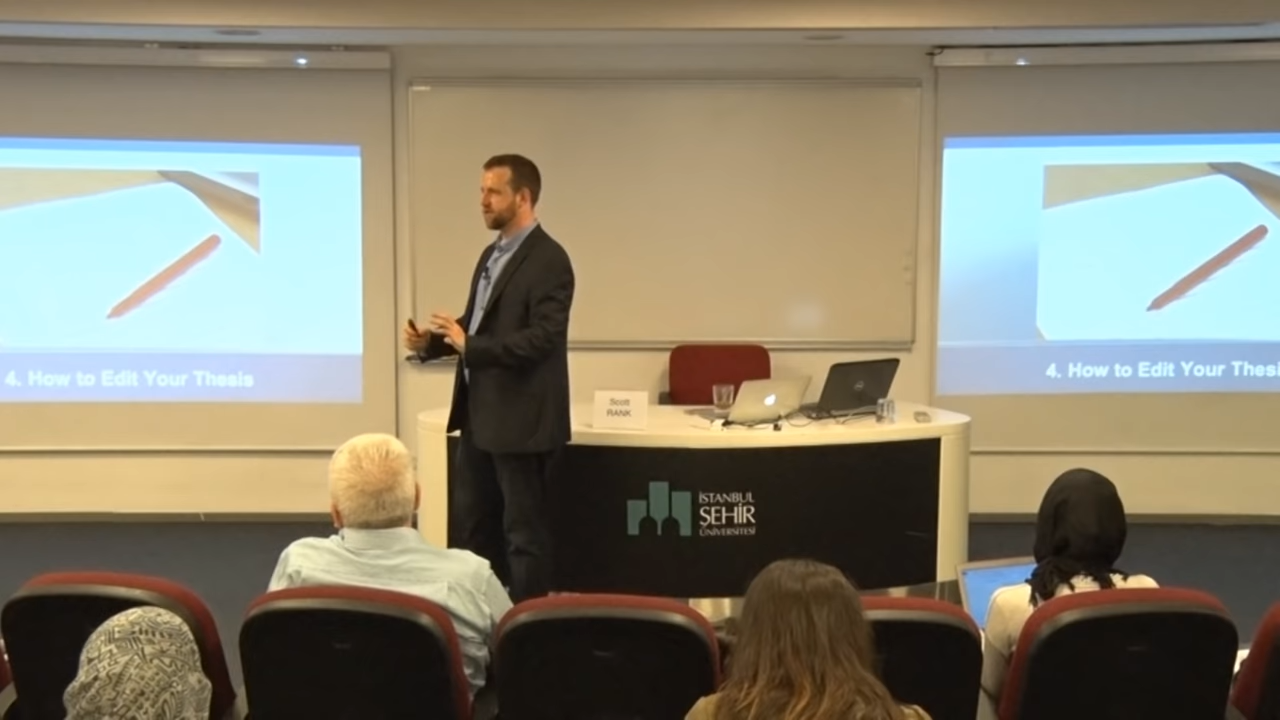 4. How to Edit Your Thesis
4. How to Edit Your Thesi
Scott
RANK
DELL
İSTANBUL
ŞEHİR
ÜNİVERSİTESİ